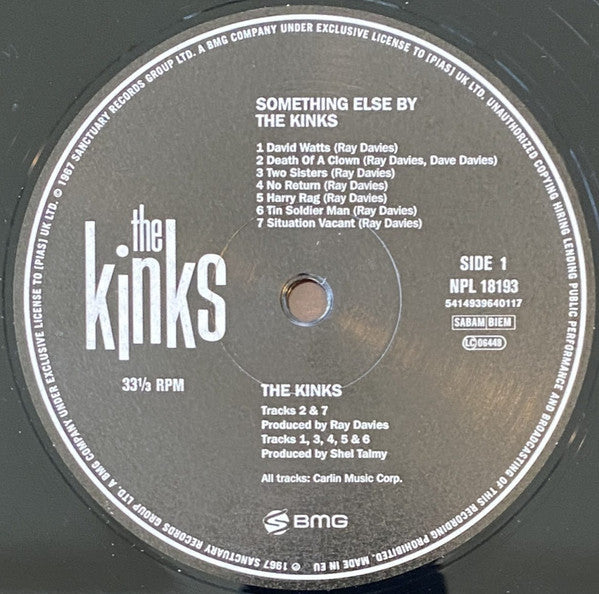 ℗ 1967 SANCTUARY RECORDS GROUP LTD. A BMG COMPANY UNDER EXCLUSIVE LICENSE TO [PIAS] UK LTD. UNAUTHORIZED COPYING HIRING LENDING PUBLIC PERFORMANCE AND BROADCASTING OF THIS RECORDING PROHIBITED. MADE IN EU
℗ 1967 SANCTUARY RECORDS GROUP LTD. A BMG COMPANY UNDER EXCLUSIVE LICENSE TO [PIAS] UK LTD. ©
SOMETHING ELSE BY
THE KINKS
1 David Watts (Ray Davies)
2 Death Of A Clown (Ray Davies, Dave Davies)
3 Two Sisters (Ray Davies)
4 No Return (Ray Davies)
5 Harry Rag (Ray Davies)
6 Tin Soldier Man (Ray Davies)
7 Situation Vacant (Ray Davies)
the
kinks
SIDE 1
NPL 18193
5414939640117
SABAM BIEM
LC 06448
33⅓ RPM
THE KINKS
Tracks 2 & 7
Produced by Ray Davies
Tracks 1, 3, 4, 5 & 6
Produced by Shel Talmy
All tracks: Carlin Music Corp.
BMG